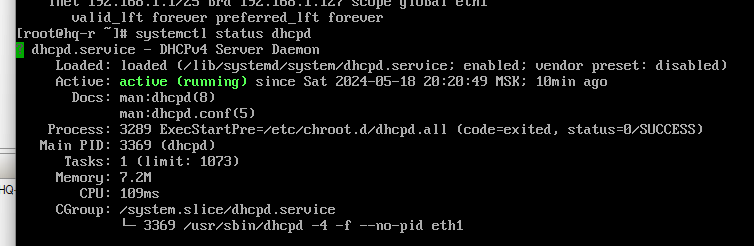 inet 192.168.1.1/25 brd 192.168.1.127 scope global eth1
valid_lft forever preferred_lft forever
[root@hq-r ~]# systemctl status dhcpd
? dhcpd.service - DHCPv4 Server Daemon
Loaded: loaded (/lib/systemd/system/dhcpd.service; enabled; vendor preset: disabled)
Active: active (running) since Sat 2024-05-18 20:20:49 MSK; 10min ago
Docs: man:dhcpd(8)
man:dhcpd.conf(5)
Process: 3289 ExecStartPre=/etc/chroot.d/dhcpd.all (code=exited, status=0/SUCCESS)
Main PID: 3369 (dhcpd)
Tasks: 1 (limit: 1073)
Memory: 7.2M
HQ-
CPU: 109ms
CGroup: /system.slice/dhcpd.service
└─ 3369 /usr/sbin/dhcpd -4 -f --no-pid eth1